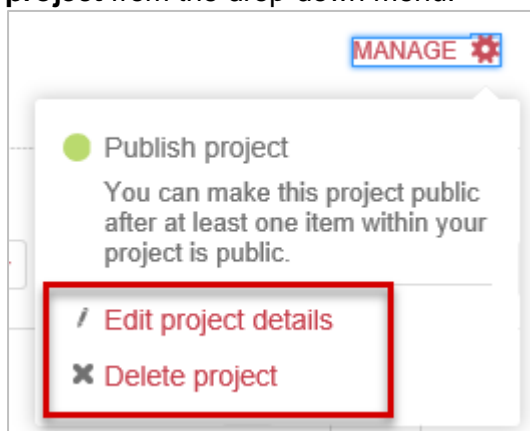 project from the drop-down menu.
MANAGE
Publish project
You can make this project public
after at least one item within your
project is public.
Edit project details
Delete project